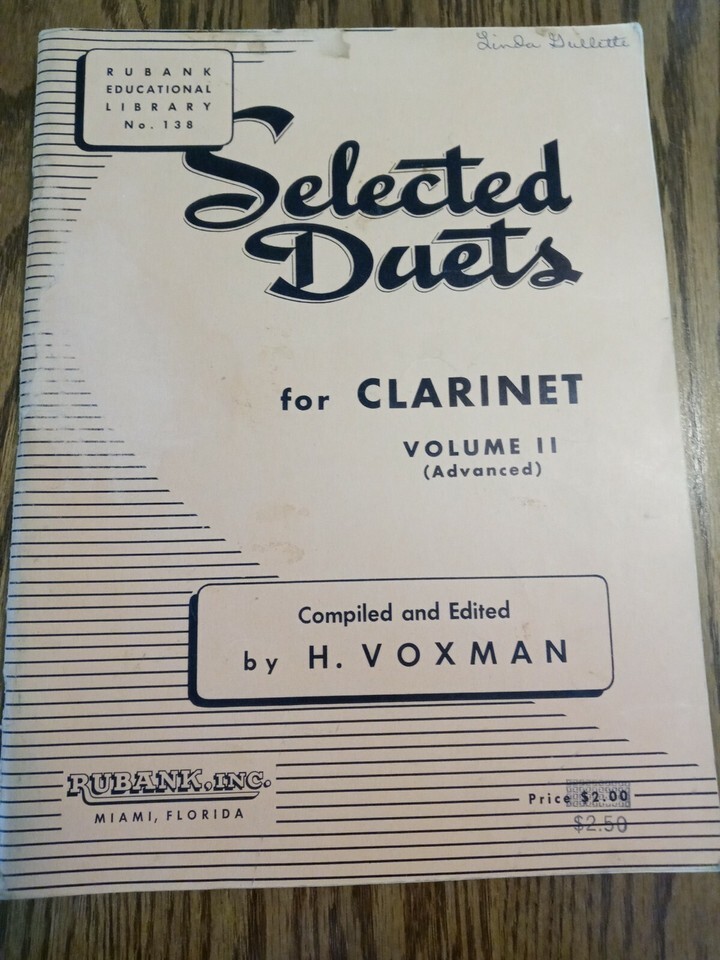 Linda Gullette
RUBANK
EDUCATIONAL
LIBRARY
No. 138
Selected
Duets
for CLARINET
VOLUME II
(Advanced)
Compiled and Edited
by H. VOXMAN
RUBANK, INC.
MIAMI, FLORIDA
Price $2.00
$2.50